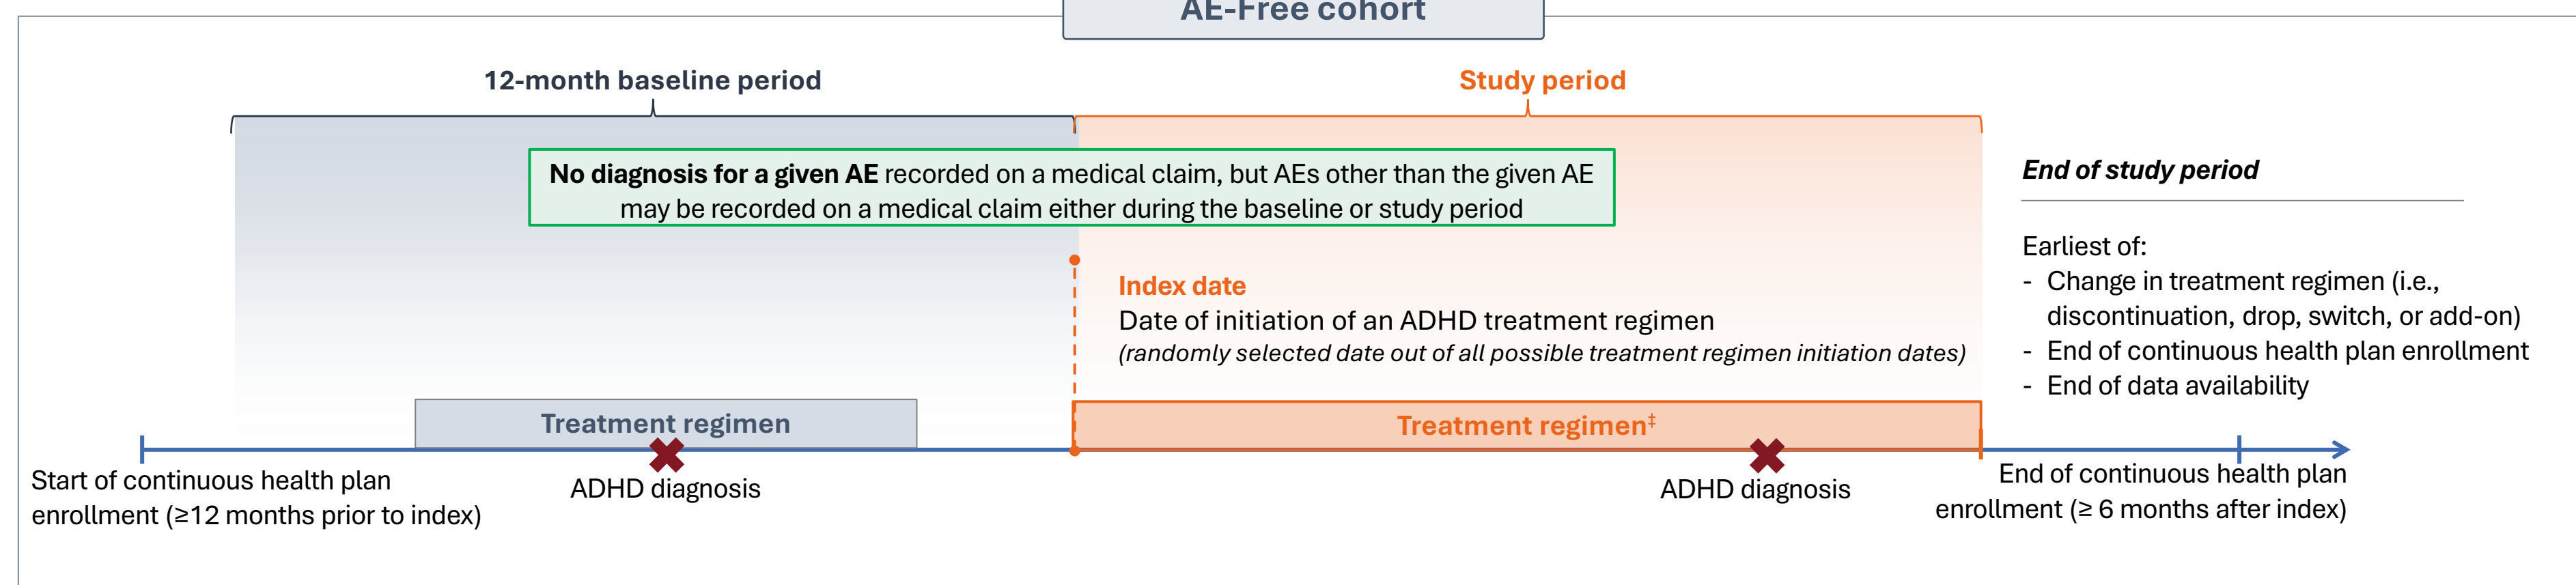 AE-Free cohort
12-month baseline period
Study period
No diagnosis for a given AE recorded on a medical claim, but AEs other than the given AE
may be recorded on a medical claim either during the baseline or study period
End of study period
Earliest of:
- Change in treatment regimen (i.e.,
discontinuation, drop, switch, or add-on)
- End of continuous health plan enrollment
- End of data availability
Index date
Date of initiation of an ADHD treatment regimen
(randomly selected date out of all possible treatment regimen initiation dates)
Treatment regimen
Treatment regimen‡
Start of continuous health plan
enrollment (≥12 months prior to index)
ADHD diagnosis
ADHD diagnosis
End of continuous health plan
enrollment (≥ 6 months after index)